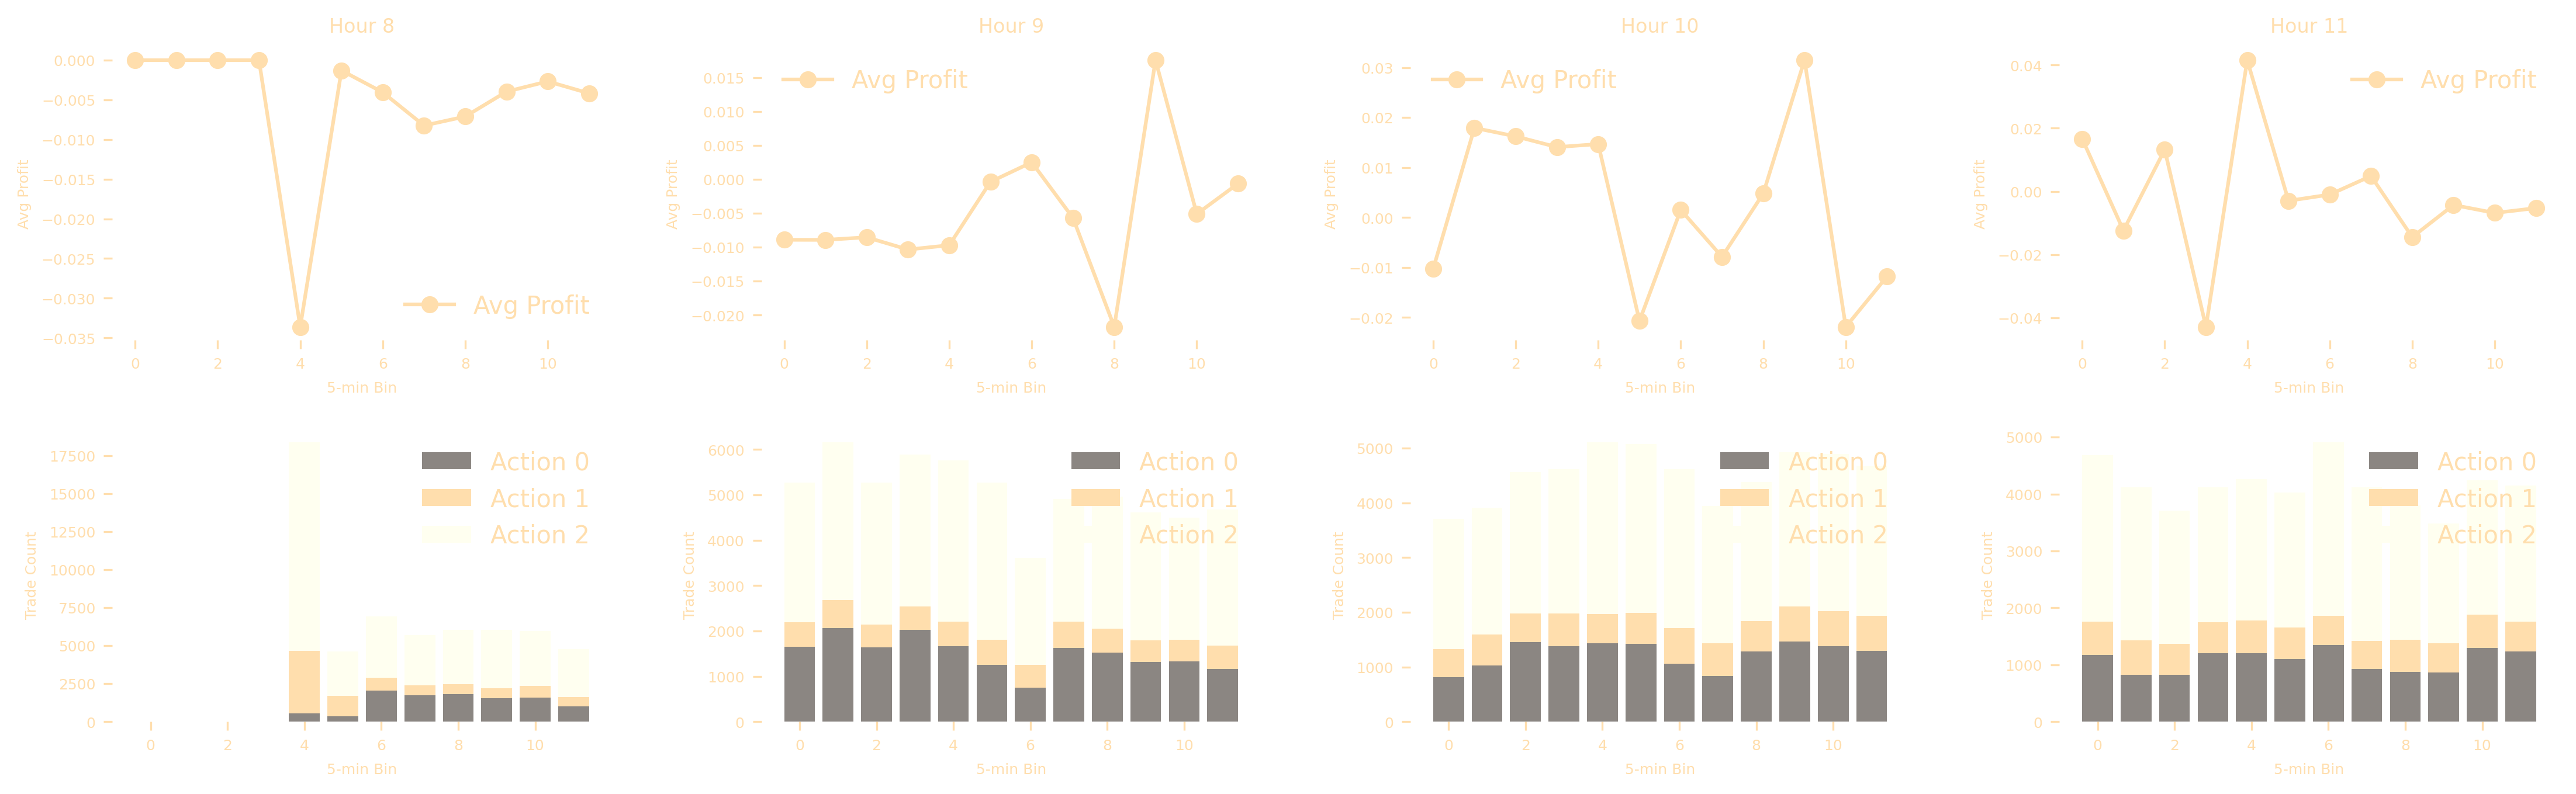 Hour 8
0.000
−0.005
−0.010
−0.015
−0.020
−0.025
−0.030
−0.035
Avg Profit
Avg Profit
0 2 4 6 8 10
5-min Bin
Hour 9
0.015
0.010
0.005
0.000
−0.005
−0.010
−0.015
−0.020
Avg Profit
Avg Profit
0 2 4 6 8 10
5-min Bin
Hour 10
0.03
0.02
0.01
0.00
−0.01
−0.02
Avg Profit
Avg Profit
0 2 4 6 8 10
5-min Bin
Hour 11
0.04
0.02
0.00
−0.02
−0.04
Avg Profit
Avg Profit
0 2 4 6 8 10
5-min Bin
17500
15000
12500
10000
7500
5000
2500
0
Trade Count
Action 0
Action 1
Action 2
0 2 4 6 8 10
5-min Bin
6000
5000
4000
3000
2000
1000
0
Trade Count
Action 0
Action 1
Action 2
0 2 4 6 8 10
5-min Bin
5000
4000
3000
2000
1000
0
Trade Count
Action 0
Action 1
Action 2
0 2 4 6 8 10
5-min Bin
5000
4000
3000
2000
1000
0
Trade Count
Action 0
Action 1
Action 2
0 2 4 6 8 10
5-min Bin